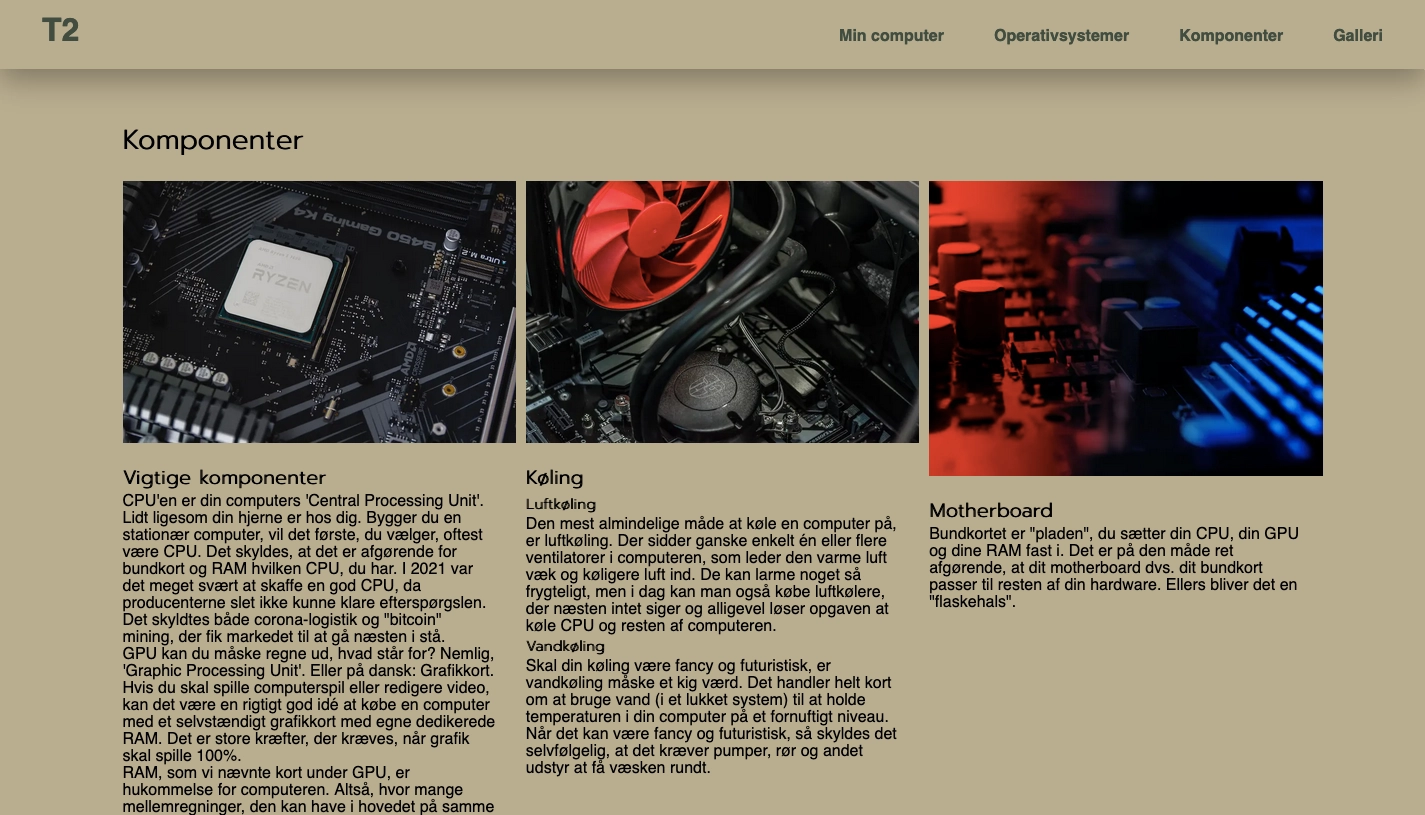 T2
Min computer
Operativsystemer
Komponenter
Galleri
Komponenter
B450 Gaming K4
Ultra M.2
AMD
RYZEN
AMD
Vigtige komponenter
CPU'en er din computers 'Central Processing Unit'.
Lidt ligesom din hjerne er hos dig. Bygger du en
stationær computer, vil det første, du vælger, oftest
være CPU. Det skyldes, at det er afgørende for
bundkort og RAM hvilken CPU, du har. I 2021 var
det meget svært at skaffe en god CPU, da
producenterne slet ikke kunne klare efterspørgslen.
Det skyldtes både corona-logistik og "bitcoin"
mining, der fik markedet til at gå næsten i stå.
GPU kan du måske regne ud, hvad står for? Nemlig,
'Graphic Processing Unit'. Eller på dansk: Grafikkort.
Hvis du skal spille computerspil eller redigere video,
kan det være en rigtigt god idé at købe en computer
med et selvstændigt grafikkort med egne dedikerede
RAM. Det er store kræfter, der kræves, når grafik
skal spille 100%.
RAM, som vi nævnte kort under GPU, er
hukommelse for computeren. Altså, hvor mange
mellemregninger, den kan have i hovedet på samme
Køling
Luftkøling
Den mest almindelige måde at køle en computer på,
er luftkøling. Der sidder ganske enkelt én eller flere
ventilatorer i computeren, som leder den varme luft
væk og køligere luft ind. De kan larme noget så
frygteligt, men i dag kan man også købe luftkølere,
der næsten intet siger og alligevel løser opgaven at
køle CPU og resten af computeren.
Vandkøling
Skal din køling være fancy og futuristisk, er
vandkøling måske et kig værd. Det handler helt kort
om at bruge vand (i et lukket system) til at holde
temperaturen i din computer på et fornuftigt niveau.
Når det kan være fancy og futuristisk, så skyldes det
selvfølgelig, at det kræver pumper, rør og andet
udstyr at få væsken rundt.
Motherboard
Bundkortet er "pladen", du sætter din CPU, din GPU
og dine RAM fast i. Det er på den måde ret
afgørende, at dit motherboard dvs. dit bundkort
passer til resten af din hardware. Ellers bliver det en
"flaskehals".